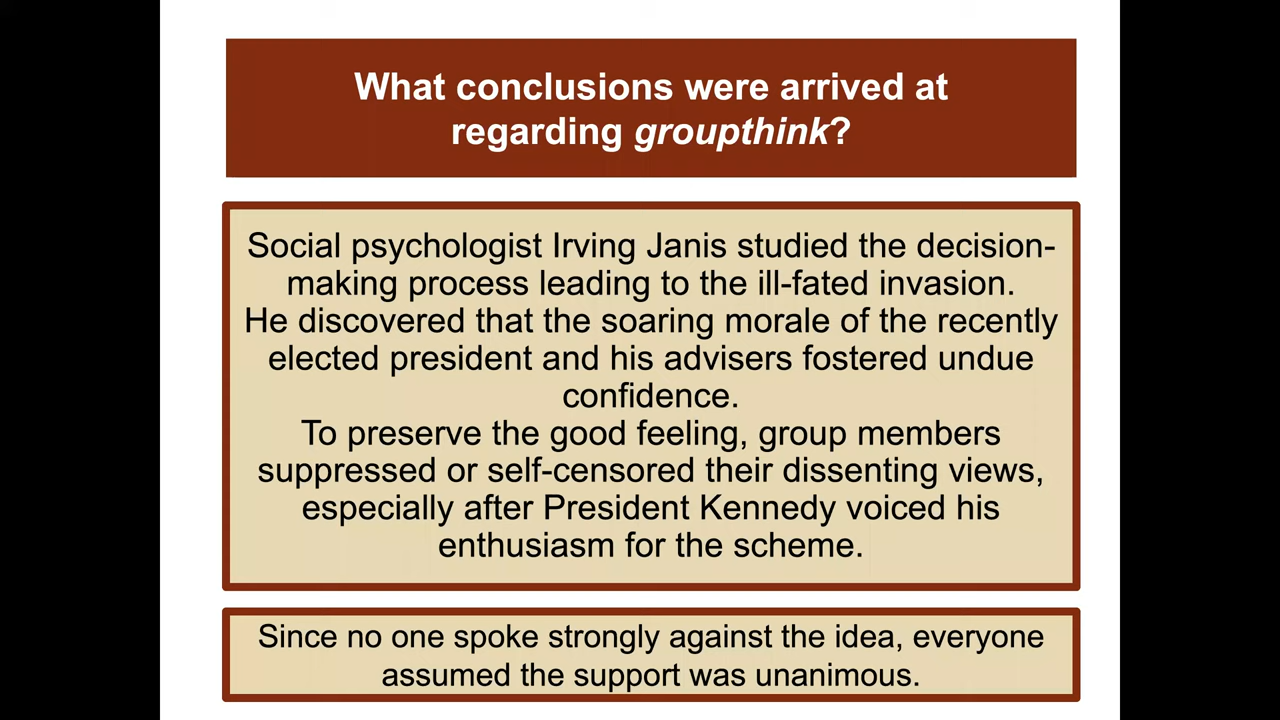 What conclusions were arrived at
regarding groupthink?
Social psychologist Irving Janis studied the decision-
making process leading to the ill-fated invasion.
He discovered that the soaring morale of the recently
elected president and his advisers fostered undue
confidence.
To preserve the good feeling, group members
suppressed or self-censored their dissenting views,
especially after President Kennedy voiced his
enthusiasm for the scheme.
Since no one spoke strongly against the idea, everyone
assumed the support was unanimous.